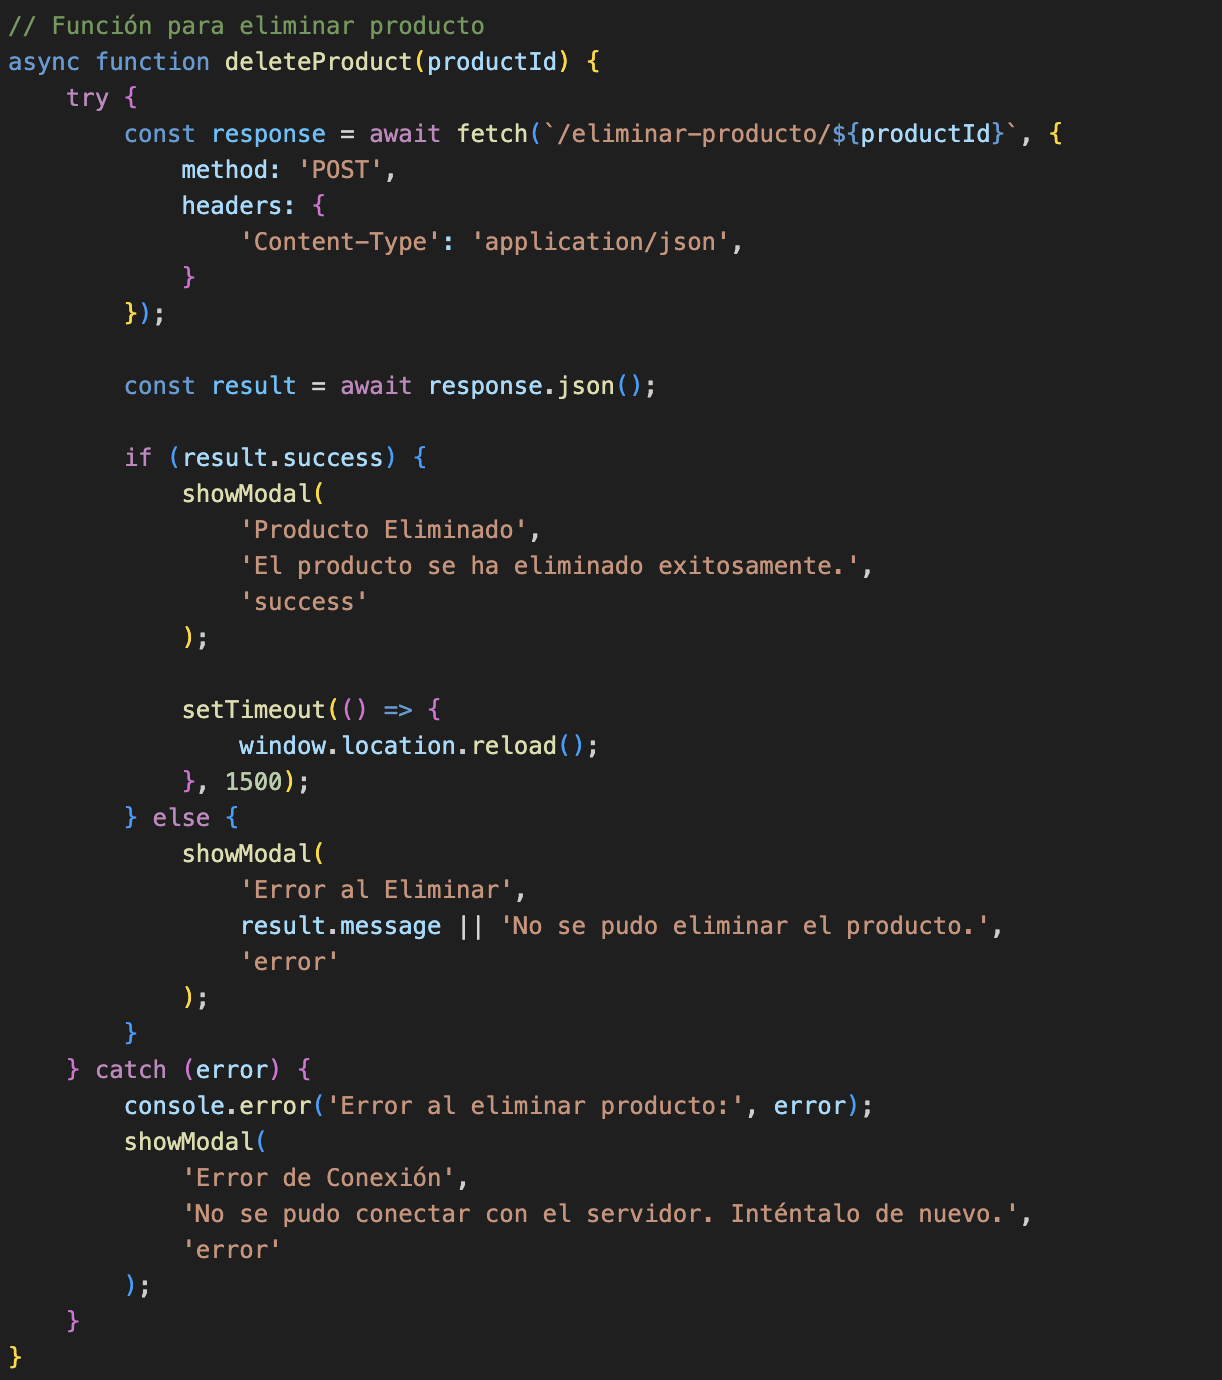 // Función para eliminar producto
async function deleteProduct(productId) {
    try {
        const response = await fetch(`/eliminar-producto/${productId}`, {
            method: 'POST',
            headers: {
                'Content-Type': 'application/json',
            }
        });

        const result = await response.json();

        if (result.success) {
            showModal(
                'Producto Eliminado',
                'El producto se ha eliminado exitosamente.',
                'success'
            );

            setTimeout(() => {
                window.location.reload();
            }, 1500);
        } else {
            showModal(
                'Error al Eliminar',
                result.message || 'No se pudo eliminar el producto.',
                'error'
            );
        }
    } catch (error) {
        console.error('Error al eliminar producto:', error);
        showModal(
            'Error de Conexión',
            'No se pudo conectar con el servidor. Inténtalo de nuevo.',
            'error'
        );
    }
}